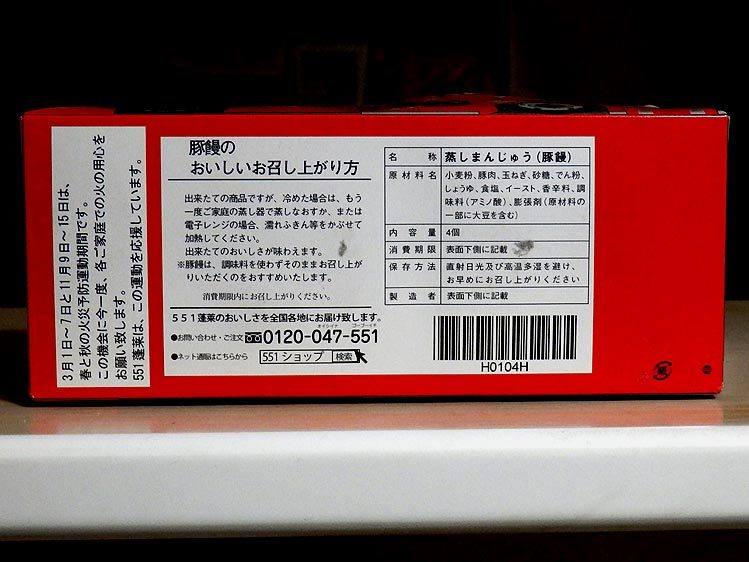 3月1日～7日と11月9日～15日は、
春と秋の火災予防運動期間です。
この機会に今一度、各ご家庭での火の用心を
お願い致します。
551蓬莱は、この運動を応援しています。
豚饅の
おいしいお召し上がり方
出来たての商品ですが、冷めた場合は、もう
一度ご家庭の蒸し器で蒸しなおすか、または
電子レンジの場合、濡れふきん等をかぶせて
加熱してください。
出来たてのおいしさが味わえます。
※豚饅は、調味料を使わずそのままお召し上が
りいただくのをおすすめいたします。
消費期限内にお召し上がりください。
551蓬莱のおいしさを全国各地にお届け致します。
●お問い合わせ・ご注文 0120-047-551
●ネット通販はこちらから 551ショップ 検索
名称 蒸しまんじゅう(豚饅)
原材料名 小麦粉、豚肉、玉ねぎ、砂糖、でん粉、
しょうゆ、食塩、イースト、香辛料、調
味料(アミノ酸)、膨張剤(原材料の
一部に大豆を含む)
内容量 4個
消費期限 表面下側に記載
保存方法 直射日光及び高温多湿を避け、
お早めにお召し上がりください
製造者 表面下側に記載
H0104H
紙